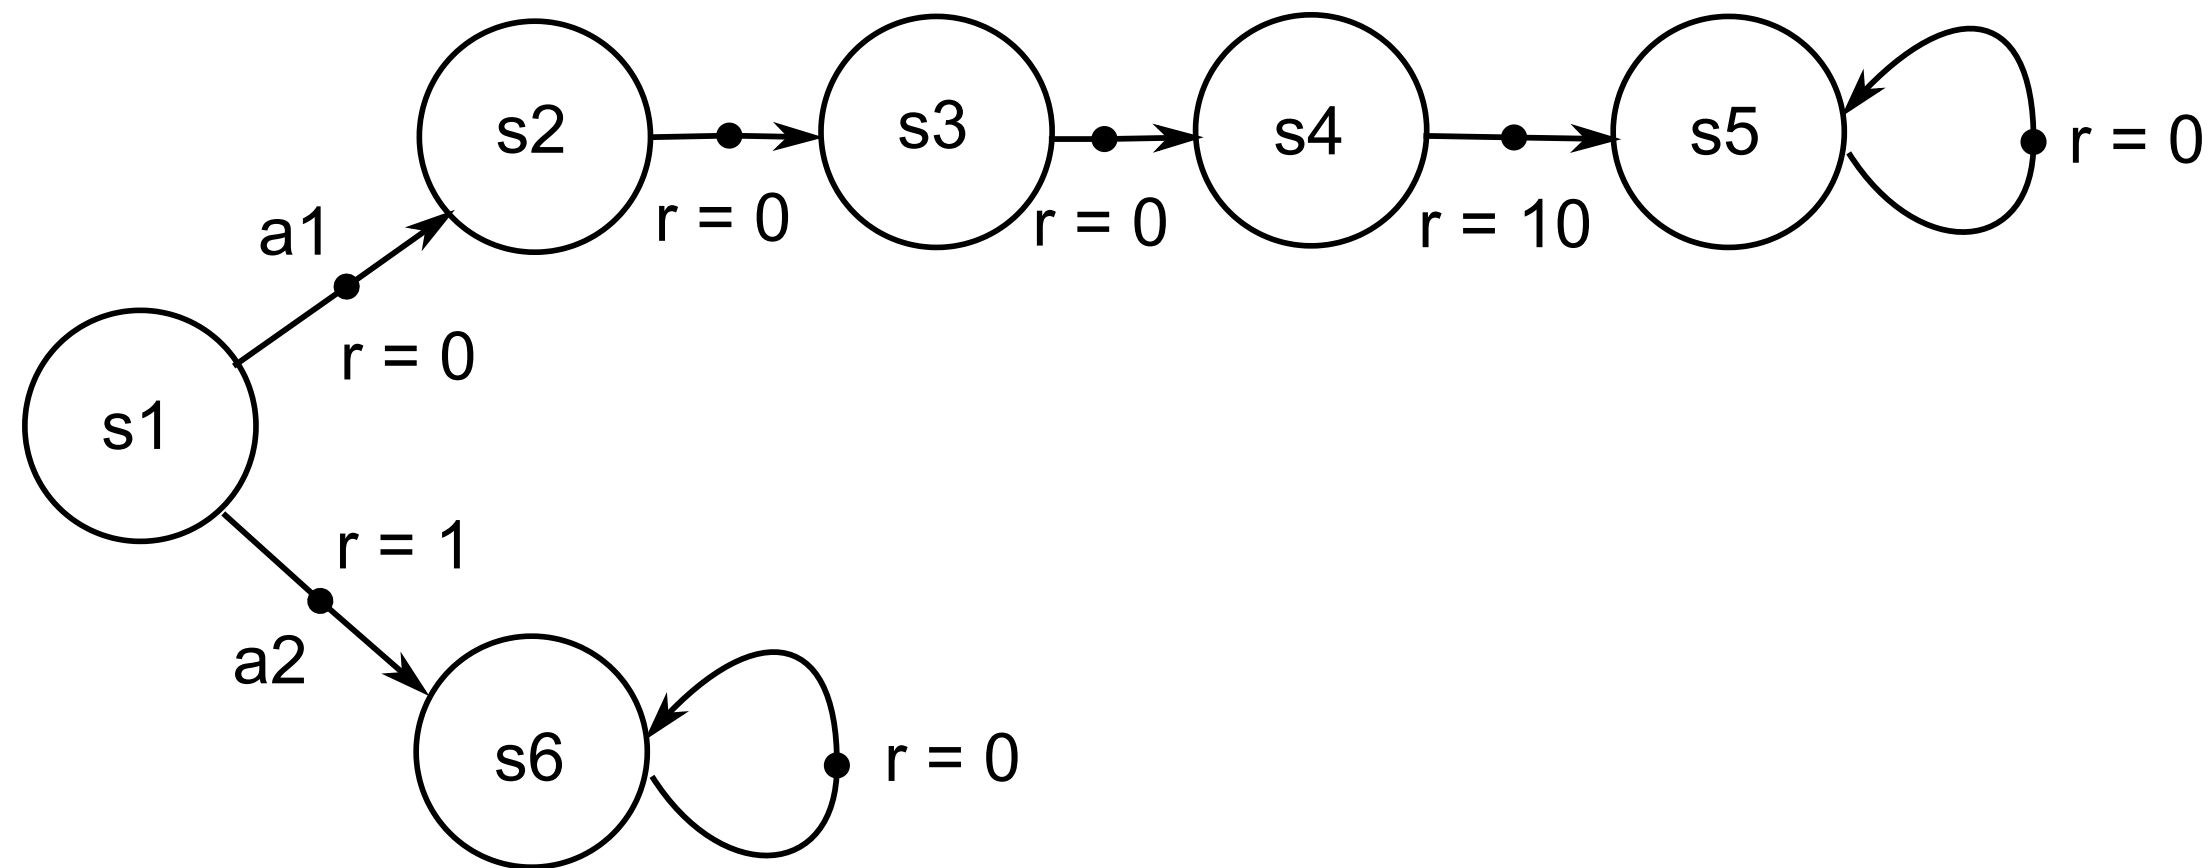 s2
s3
s4
s5
r = 0
r = 0
r = 0
r = 10
a1
r = 0
s1
r = 1
a2
s6
r = 0